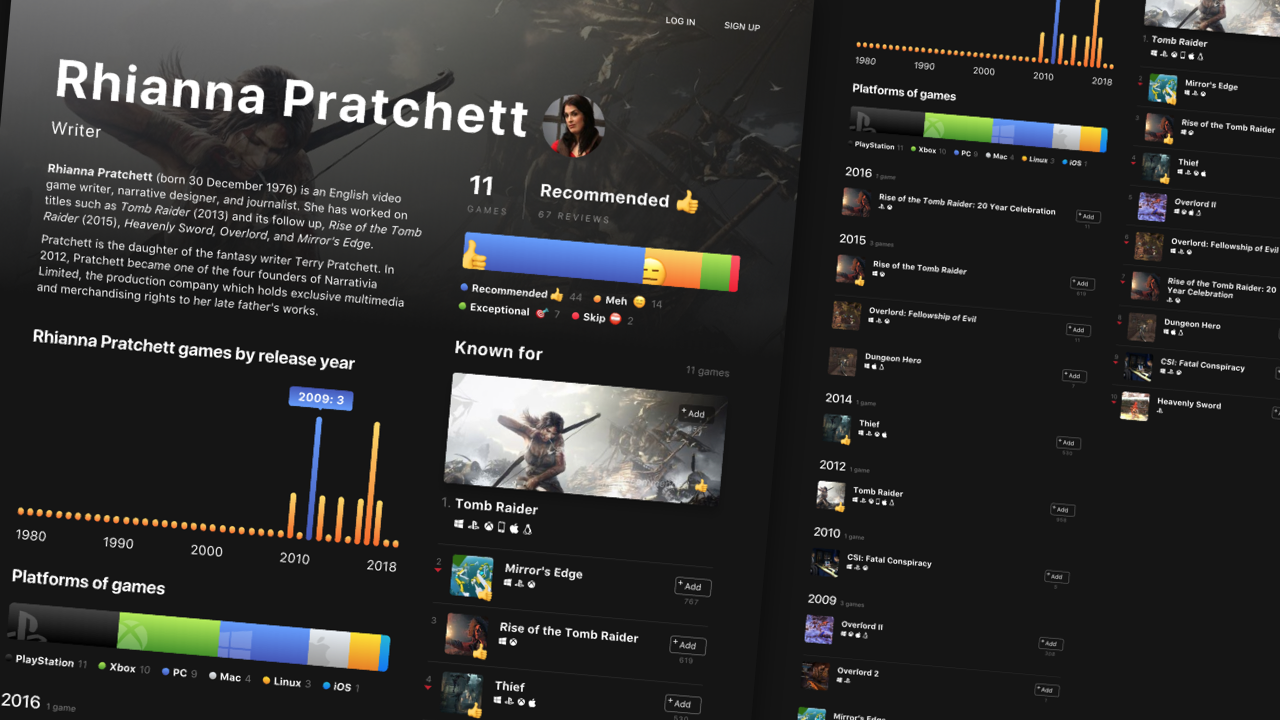 LOG IN
SIGN UP
Rhianna Pratchett
Writer
Rhianna Pratchett (born 30 December 1976) is an English video
game writer, narrative designer, and journalist. She has worked on
titles such as Tomb Raider (2013) and its follow up, Rise of the Tomb
Raider (2015), Heavenly Sword, Overlord, and Mirror's Edge.
Pratchett is the daughter of the fantasy writer Terry Pratchett. In
2012, Pratchett became one of the four founders of Narrativia
Limited, the production company which holds exclusive multimedia
and merchandising rights to her late father's works.
11
GAMES
Recommended 👍
67 REVIEWS
Recommended 👍 44 Meh 😑 14
Exceptional 🎯 7 Skip ⛔ 2
Rhianna Pratchett games by release year
2009: 3
1980 1990 2000 2010 2018
Platforms of games
PlayStation 11 Xbox 10 PC 9 Mac 4 Linux 3 iOS 1
2016 1 game
Known for
11 games
+ Add
1. Tomb Raider
2 Mirror's Edge
+ Add
767
3 Rise of the Tomb Raider
+ Add
619
4 Thief
+ Add
530
1980 1990 2000 2010 2018
Platforms of games
PlayStation 11 Xbox 10 PC 9 Mac 4 Linux 3 iOS 1
2016 1 game
Rise of the Tomb Raider: 20 Year Celebration
+ Add
11
2015 3 games
Rise of the Tomb Raider
+ Add
619
Overlord: Fellowship of Evil
+ Add
11
Dungeon Hero
+ Add
2014 1 game
Thief
+ Add
530
2012 1 game
Tomb Raider
+ Add
2010 1 game
CSI: Fatal Conspiracy
+ Add
2009 3 games
Overlord II
+ Add
Overlord 2
+ Add
Mirror's Edge
1. Tomb Raider
2 Mirror's Edge
3 Rise of the Tomb Raider
4 Thief
5 Overlord II
6 Overlord: Fellowship of Evil
7 Rise of the Tomb Raider: 20
Year Celebration
8 Dungeon Hero
9 CSI: Fatal Conspiracy
10 Heavenly Sword